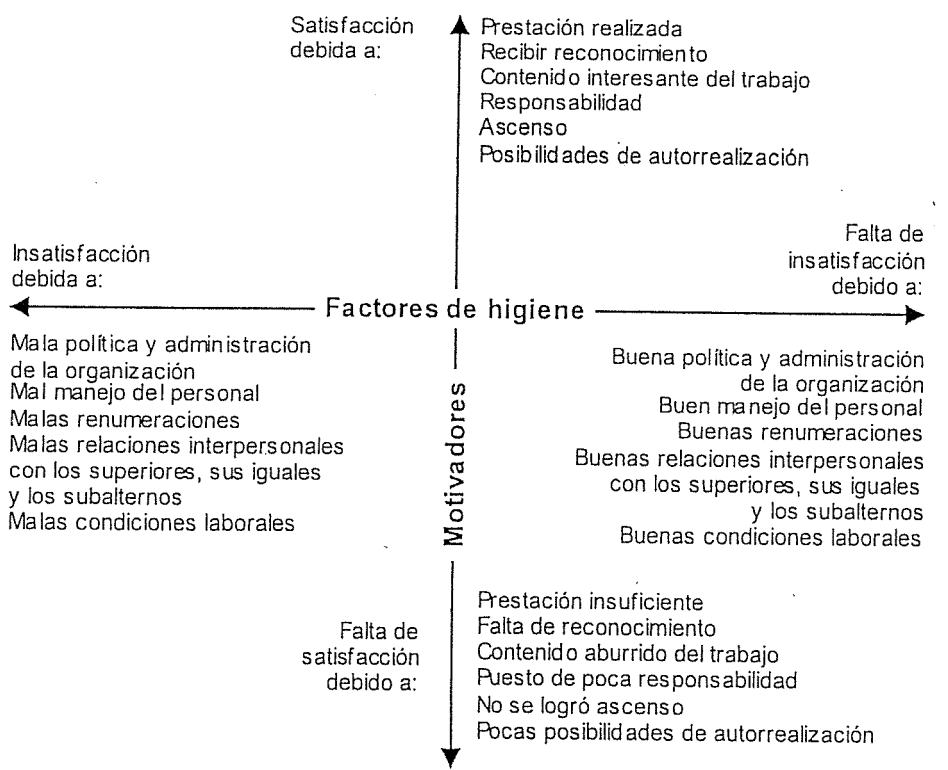 Satisfacción
debida a:
Prestación realizada
Recibir reconocimiento
Contenido interesante del trabajo
Responsabilidad
Ascenso
Posibilidades de autorrealización
Insatisfacción
debida a:
Falta de
insatisfacción
debido a:
Factores de higiene
Mala política y administración
de la organización
Mal manejo del personal
Malas renumeraciones
Malas relaciones interpersonales
con los superiores, sus iguales
y los subalternos
Malas condiciones laborales
Motivadores
Buena política y administración
de la organización
Buen manejo del personal
Buenas renumeraciones
Buenas relaciones interpersonales
con los superiores, sus iguales
y los subalternos
Buenas condiciones laborales
Falta de
satisfacción
debido a:
Prestación insuficiente
Falta de reconocimiento
Contenido aburrido del trabajo
Puesto de poca responsabilidad
No se logró ascenso
Pocas posibilidades de autorrealización